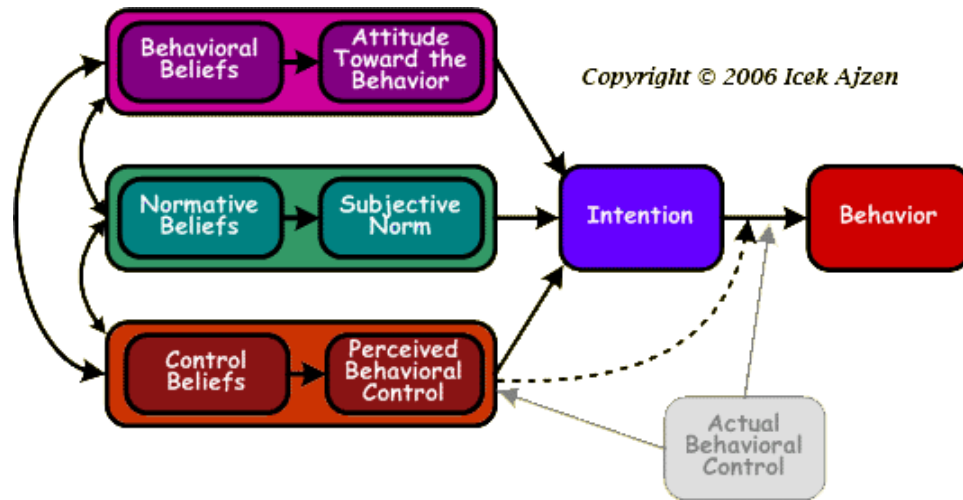 Behavioral
Beliefs
Attitude
Toward the
Behavior
Copyright © 2006 Icek Ajzen
Normative
Beliefs
Subjective
Norm
Intention
Behavior
Control
Beliefs
Perceived
Behavioral
Control
Actual
Behavioral
Control